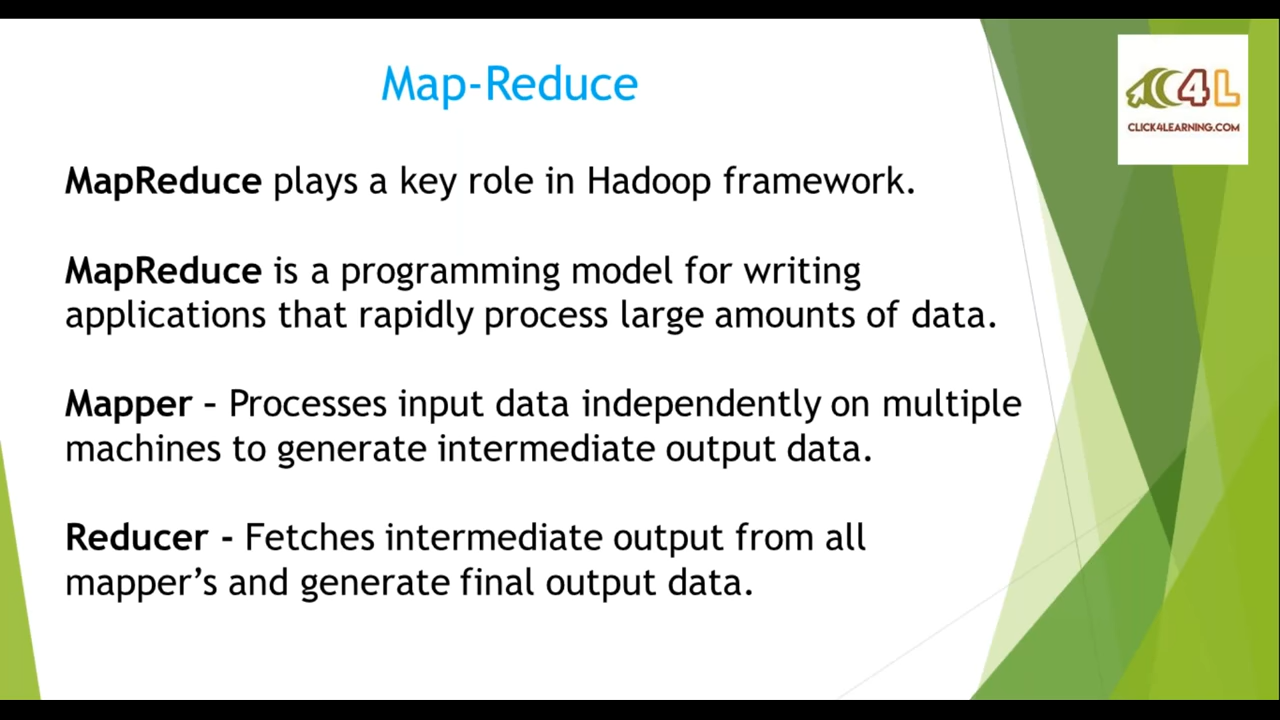 Map-Reduce
C4L
CLICK4LEARNING.COM
MapReduce plays a key role in Hadoop framework.
MapReduce is a programming model for writing
applications that rapidly process large amounts of data.
Mapper – Processes input data independently on multiple
machines to generate intermediate output data.
Reducer - Fetches intermediate output from all
mapper’s and generate final output data.